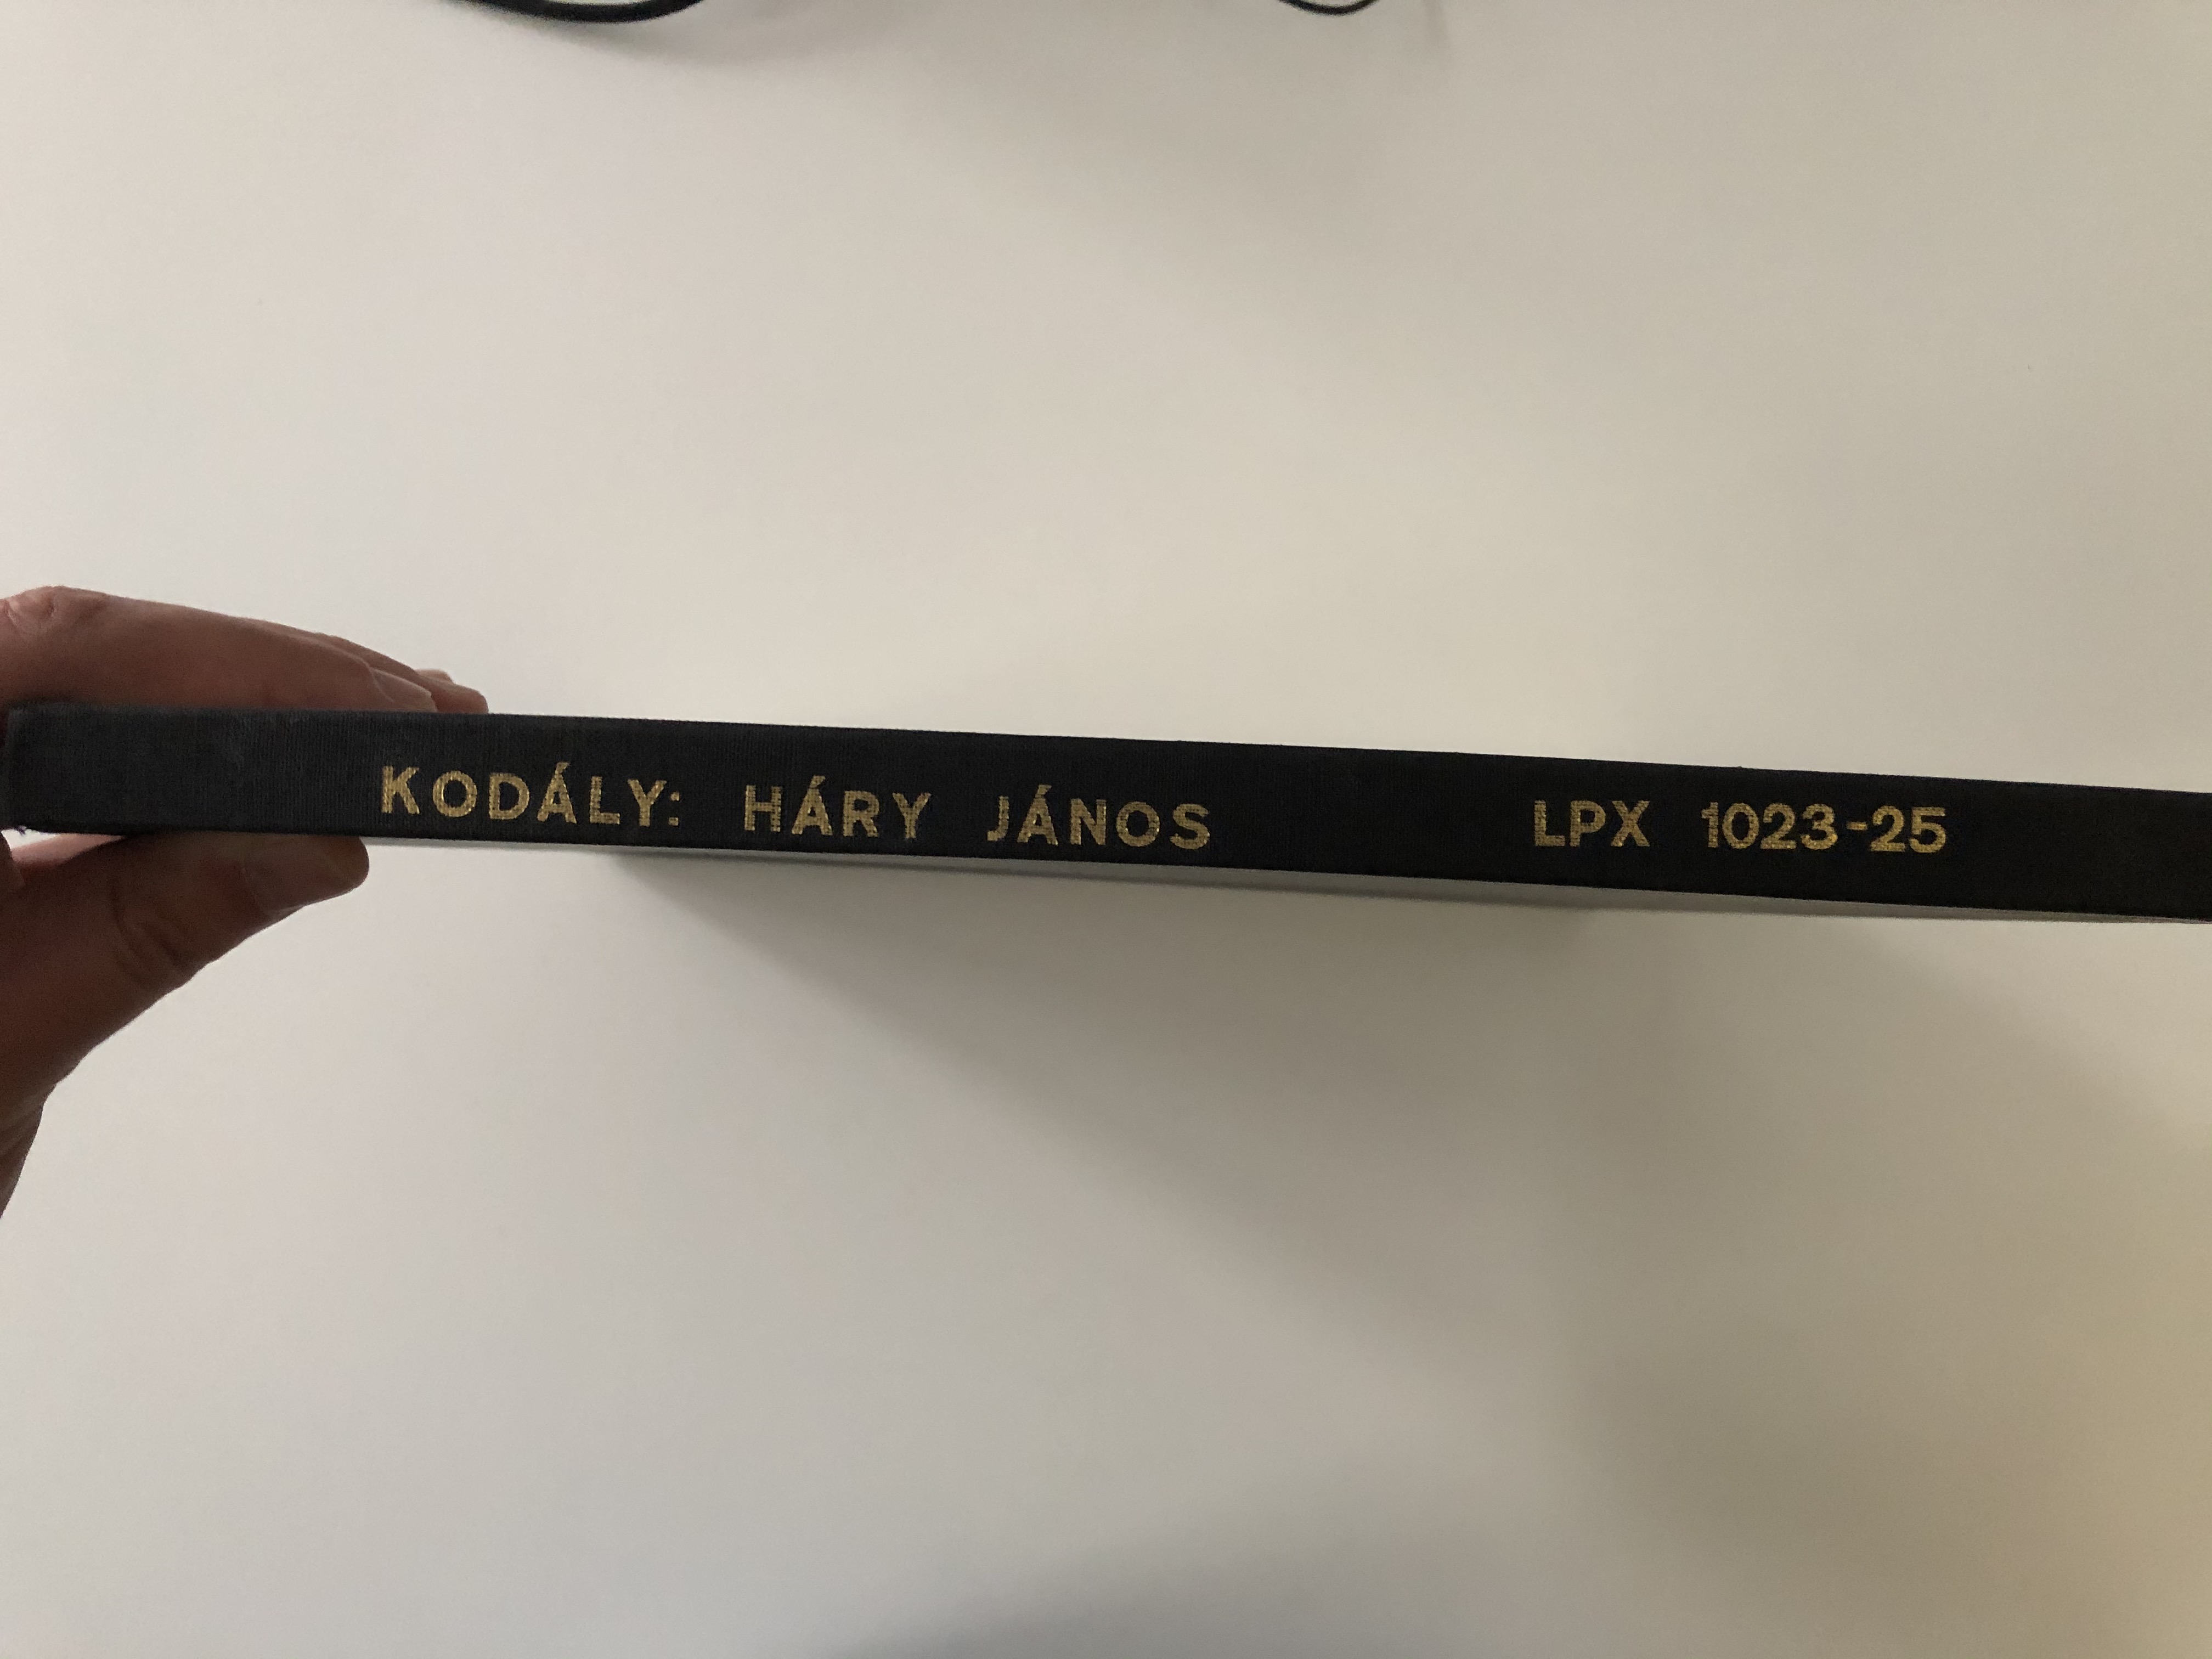 KODÁLY: HÁRY JÁNOS LPX 1023-25